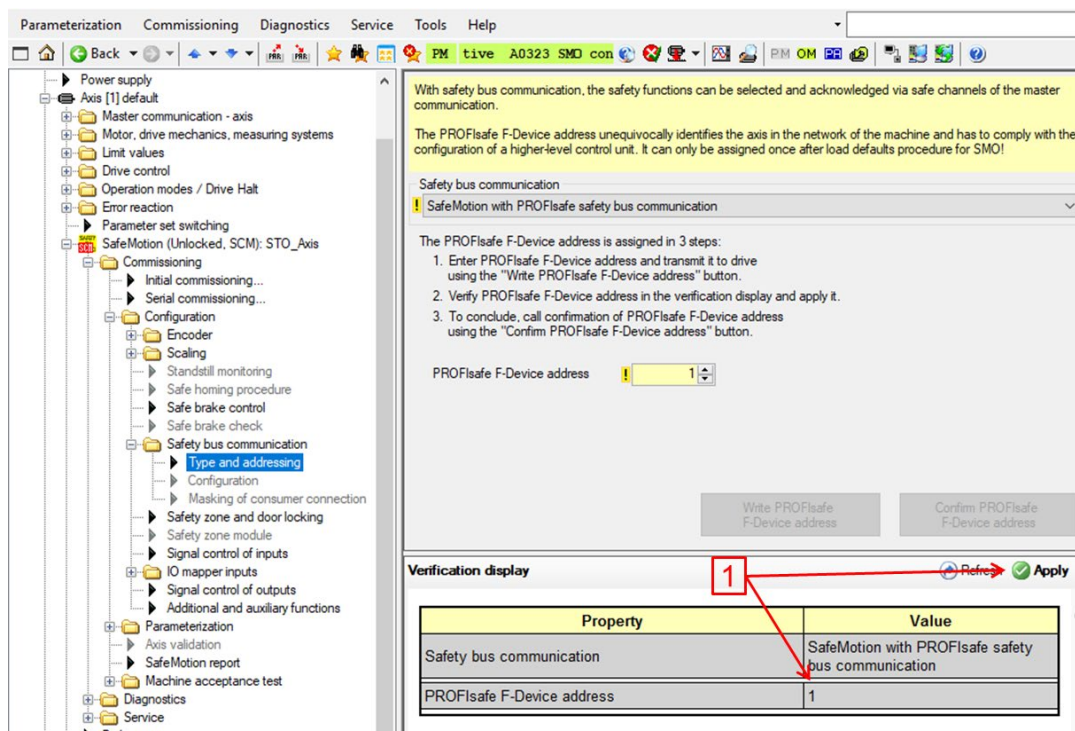 Parameterization Commissioning Diagnostics Service Tools Help
Back PAR PAR PM tive A0323 SMO con PM OM PB
Power supply
Axis [1] default
Master communication - axis
Motor, drive mechanics, measuring systems
Limit values
Drive control
Operation modes / Drive Halt
Error reaction
Parameter set switching
SafeMotion (Unlocked, SCM): STO_Axis
Commissioning
Initial commissioning...
Serial commissioning...
Configuration
Encoder
Scaling
Standstill monitoring
Safe homing procedure
Safe brake control
Safe brake check
Safety bus communication
Type and addressing
Configuration
Masking of consumer connection
Safety zone and door locking
Safety zone module
Signal control of inputs
IO mapper inputs
Signal control of outputs
Additional and auxiliary functions
Parameterization
Axis validation
SafeMotion report
Machine acceptance test
Diagnostics
Service
With safety bus communication, the safety functions can be selected and acknowledged via safe channels of the master
communication.
The PROFIsafe F-Device address unequivocally identifies the axis in the network of the machine and has to comply with the
configuration of a higher-level control unit. It can only be assigned once after load defaults procedure for SMO!
Safety bus communication
! SafeMotion with PROFIsafe safety bus communication
The PROFIsafe F-Device address is assigned in 3 steps:
1. Enter PROFIsafe F-Device address and transmit it to drive
using the "Write PROFIsafe F-Device address" button.
2. Verify PROFIsafe F-Device address in the verification display and apply it.
3. To conclude, call confirmation of PROFIsafe F-Device address
using the "Confirm PROFIsafe F-Device address" button.
PROFIsafe F-Device address ! 1
Write PROFIsafe
F-Device address
Confirm PROFIsafe
F-Device address
Verification display 1 Refresh Apply
Property Value
Safety bus communication SafeMotion with PROFIsafe safety
bus communication
PROFIsafe F-Device address 1